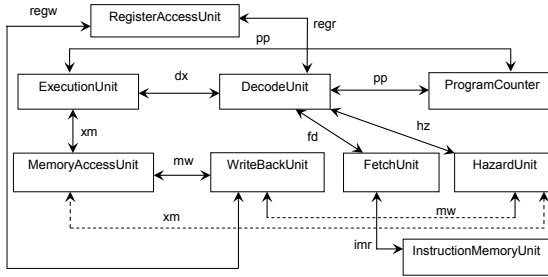 regw
RegisterAccessUnit
regr
pp
ExecutionUnit
dx
DecodeUnit
pp
ProgramCounter
xm
fd
hz
MemoryAccessUnit
mw
WriteBackUnit
FetchUnit
HazardUnit
xm
mw
imr
InstructionMemoryUnit